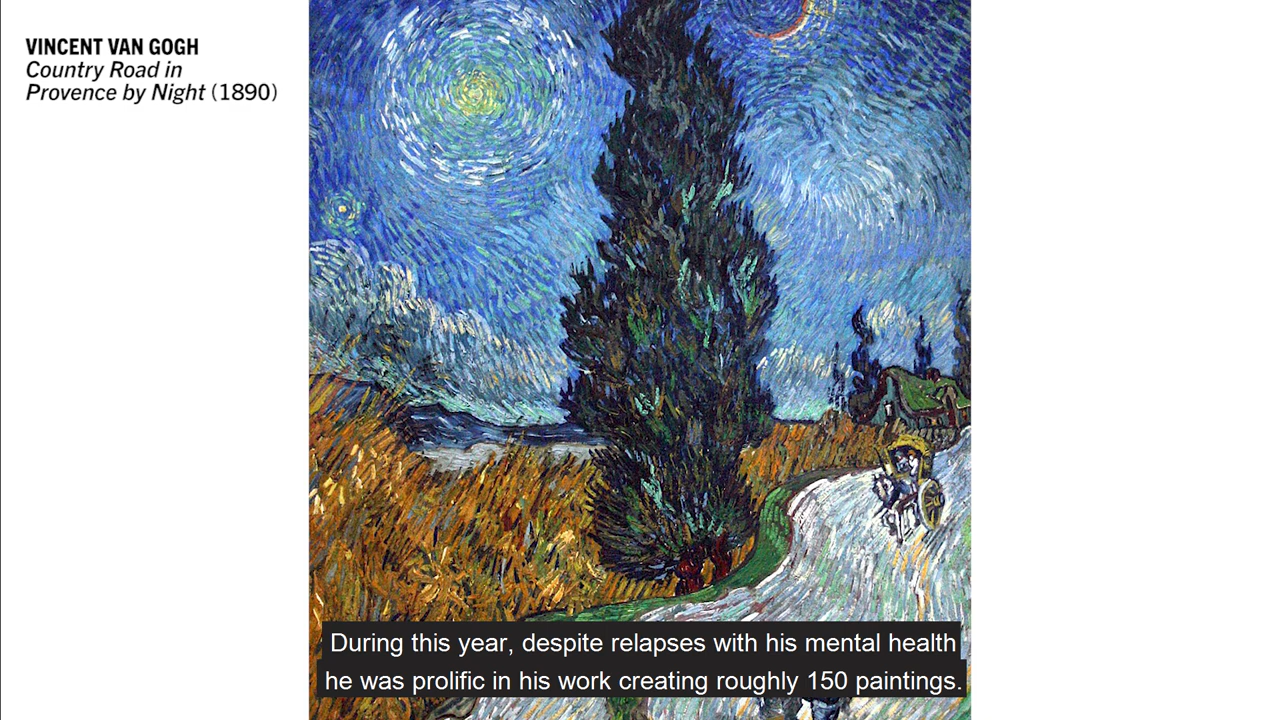 VINCENT VAN GOGH
Country Road in
Provence by Night (1890)
During this year, despite relapses with his mental health
he was prolific in his work creating roughly 150 paintings.